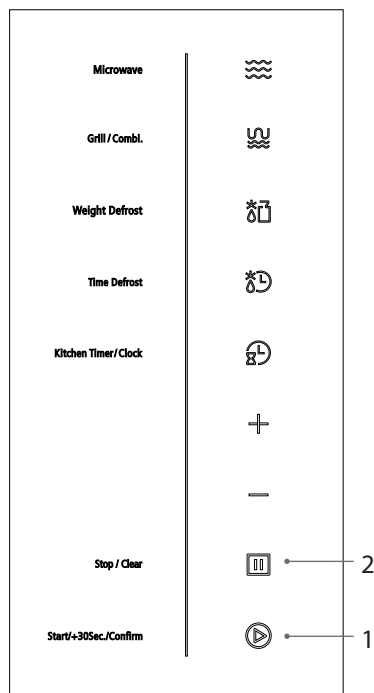 Microwave
Grill / Combi.
Weight Defrost
Time Defrost
Kitchen Timer/Clock
Stop / Clear
2
Start/+30Sec./Confirm
1